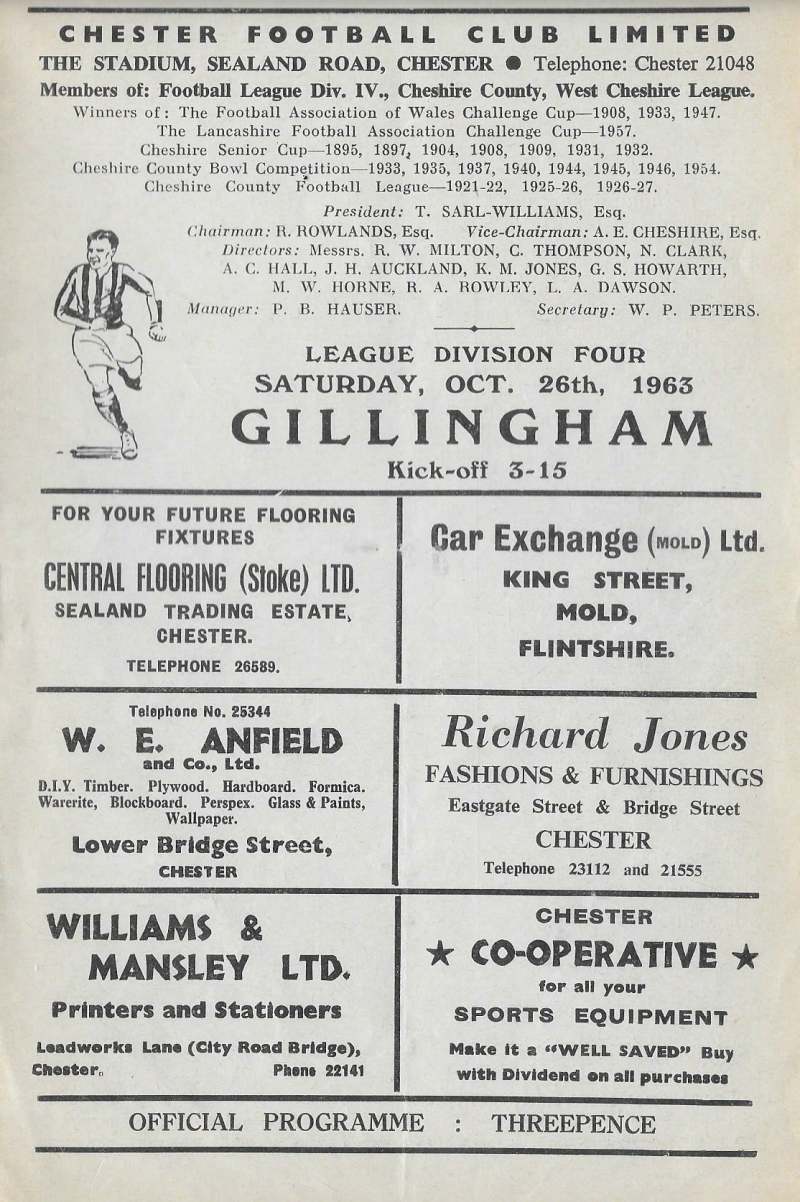 CHESTER FOOTBALL CLUB LIMITED
THE STADIUM, SEALAND ROAD, CHESTER ● Telephone: Chester 21048
Members of: Football League Div. IV., Cheshire County, West Cheshire League.
Winners of: The Football Association of Wales Challenge Cup—1908, 1933, 1947.
The Lancashire Football Association Challenge Cup—1957.
Cheshire Senior Cup—1895, 1897, 1904, 1908, 1909, 1931, 1932.
Cheshire County Bowl Competition—1933, 1935, 1937, 1940, 1944, 1945, 1946, 1954.
Cheshire County Football League—1921-22, 1925-26, 1926-27.
President: T. SARL-WILLIAMS, Esq.
Chairman: R. ROWLANDS, Esq. Vice-Chairman: A. E. CHESHIRE, Esq.
Directors: Messrs. R. W. MILTON, C. THOMPSON, N. CLARK,
A. C. HALL, J. H. AUCKLAND, K. M. JONES, G. S. HOWARTH,
M. W. HORNE, R. A. ROWLEY, L. A. DAWSON.
Manager: P. B. HAUSER. Secretary: W. P. PETERS.
LEAGUE DIVISION FOUR
SATURDAY, OCT. 26th, 1963
GILLINGHAM
Kick-off 3-15
FOR YOUR FUTURE FLOORING
FIXTURES
CENTRAL FLOORING (Stoke) LTD.
SEALAND TRADING ESTATE,
CHESTER.
TELEPHONE 26589.
Car Exchange (MOLD) Ltd.
KING STREET,
MOLD,
FLINTSHIRE.
Telephone No. 25344
W. E. ANFIELD
and Co., Ltd.
D.I.Y. Timber. Plywood. Hardboard. Formica.
Warerite, Blockboard. Perspex. Glass & Paints,
Wallpaper.
Lower Bridge Street,
CHESTER
Richard Jones
FASHIONS & FURNISHINGS
Eastgate Street & Bridge Street
CHESTER
Telephone 23112 and 21555
WILLIAMS &
MANSLEY LTD.
Printers and Stationers
Leadworks Lane (City Road Bridge),
Chester. Phone 22141
CHESTER
★ CO-OPERATIVE ★
for all your
SPORTS EQUIPMENT
Make it a "WELL SAVED" Buy
with Dividend on all purchases
OFFICIAL PROGRAMME : THREEPENCE